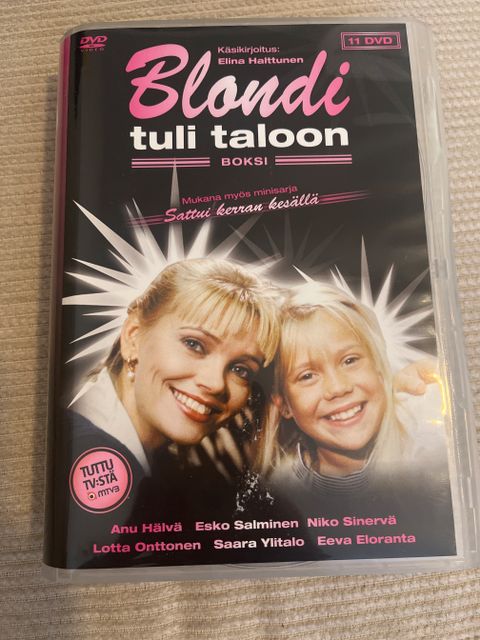 DVD
VIDEO
Käsikirjoitus:
Elina Halttunen
11 DVD
Blondi
tuli taloon
BOKSI
Mukana myös minisarja
Sattui kerran kesällä
TUTTU
TV:STÄ
MTV3
Anu Hälvä Esko Salminen Niko Sinervä
Lotta Onttonen Saara Ylitalo Eeva Eloranta